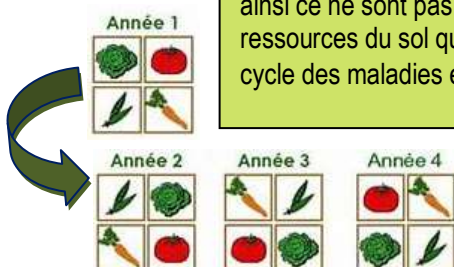 Année 1
ainsi ce ne sont pas
ressources du sol qu
cycle des maladies e
Année 2
Année 3
Année 4